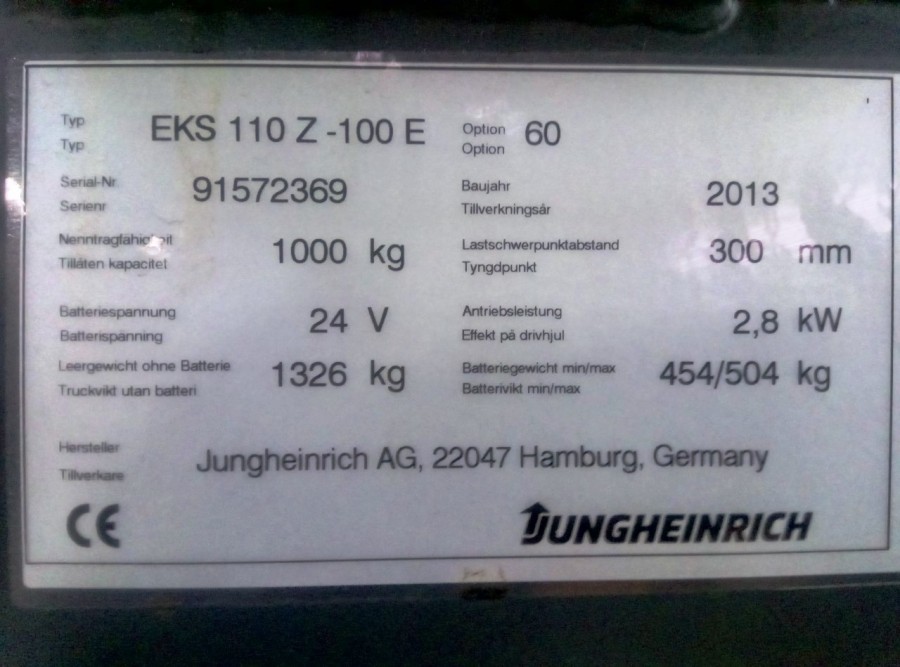 Typ EKS 110 Z -100 E Option 60
Typ Option
Serial-Nr. 91572369 Baujahr 2013
Serienr Tillverkningsår
Nenntragfähigkeit 1000 kg Lastschwerpunktabstand 300 mm
Tillåten kapacitet Tyngdpunkt
Batteriespannung 24 V Antriebsleistung 2,8 kW
Batterispänning Effekt på drivhjul
Leergewicht ohne Batterie 1326 kg Batteriegewicht min/max 454/504 kg
Truckvikt utan batteri Batterivikt min/max
Hersteller Jungheinrich AG, 22047 Hamburg, Germany
Tillverkare
CE JUNGHEINRICH